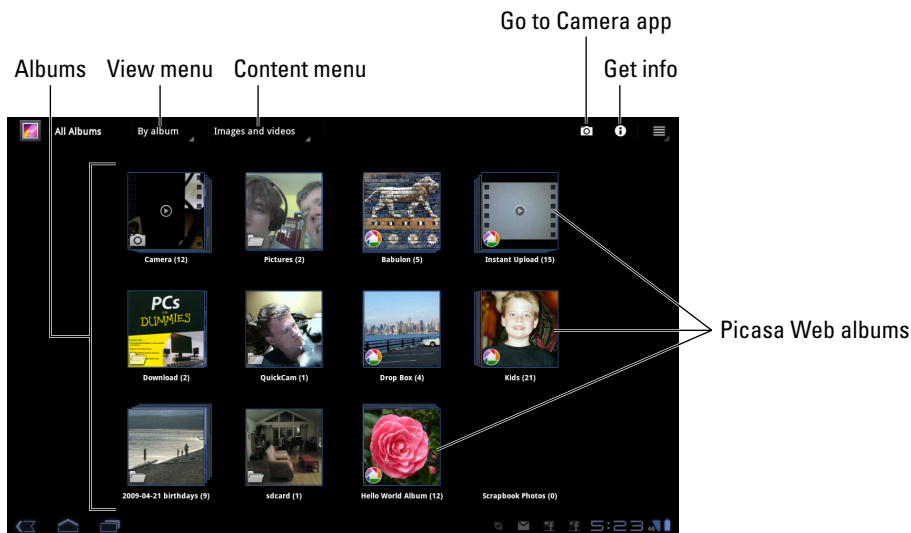 Go to Camera app
Albums View menu Content menu Get info
All Albums By album Images and videos
Camera (12) Pictures (2) Babulon (5) Instant Upload (15)
PCs
FOR
DUMMIES
Download (2) QuickCam (1) Drop Box (4) Kids (21)
Picasa Web albums
2009-04-21 birthdays (9) sdcard (1) Hello World Album (12) Scrapbook Photos (0)
5:23 4G